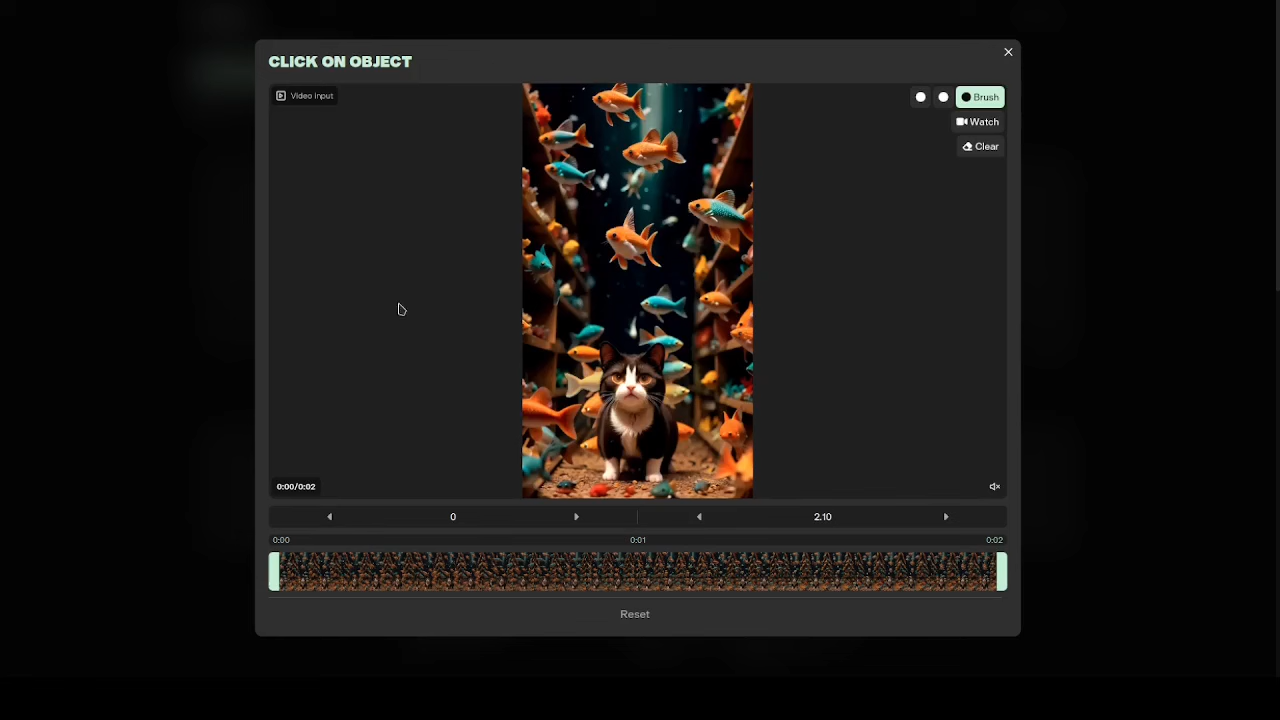 CLICK ON OBJECT
Video Input
Brush
Watch
Clear
0:00/0:02
0
2.10
0:00
0:01
0:02
Reset